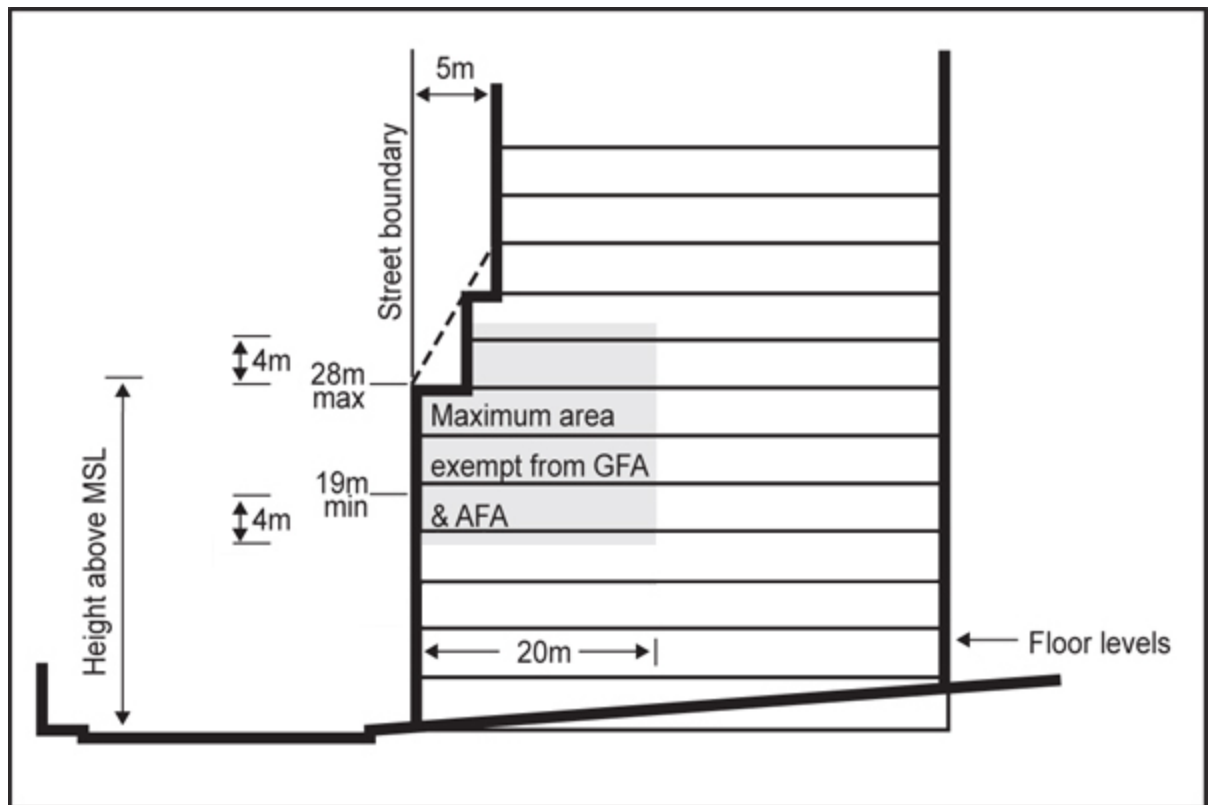 5m
Street boundary
4m
28m
max
Maximum area
exempt from GFA
& AFA
19m
min
4m
Height above MSL
20m
Floor levels